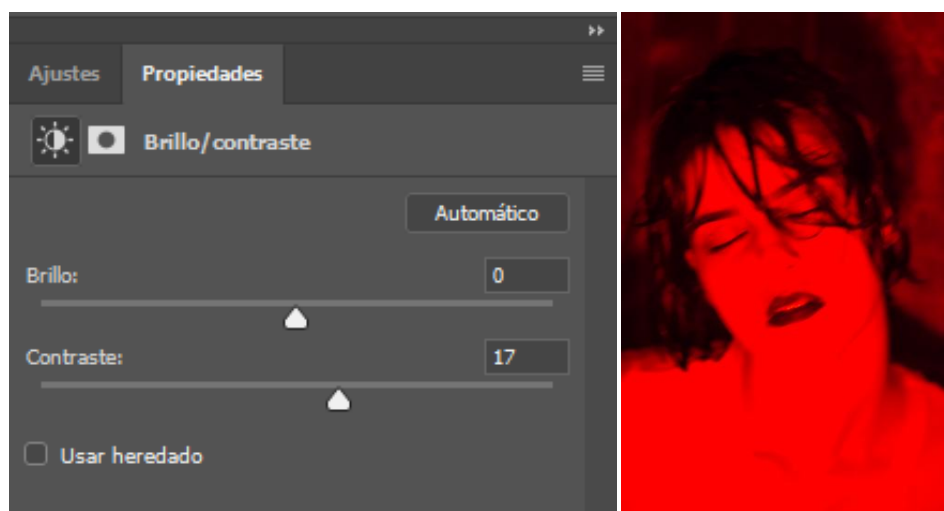 Ajustes Propiedades
Brillo/contraste
Automático
Brillo: 0
Contraste: 17
Usar heredado